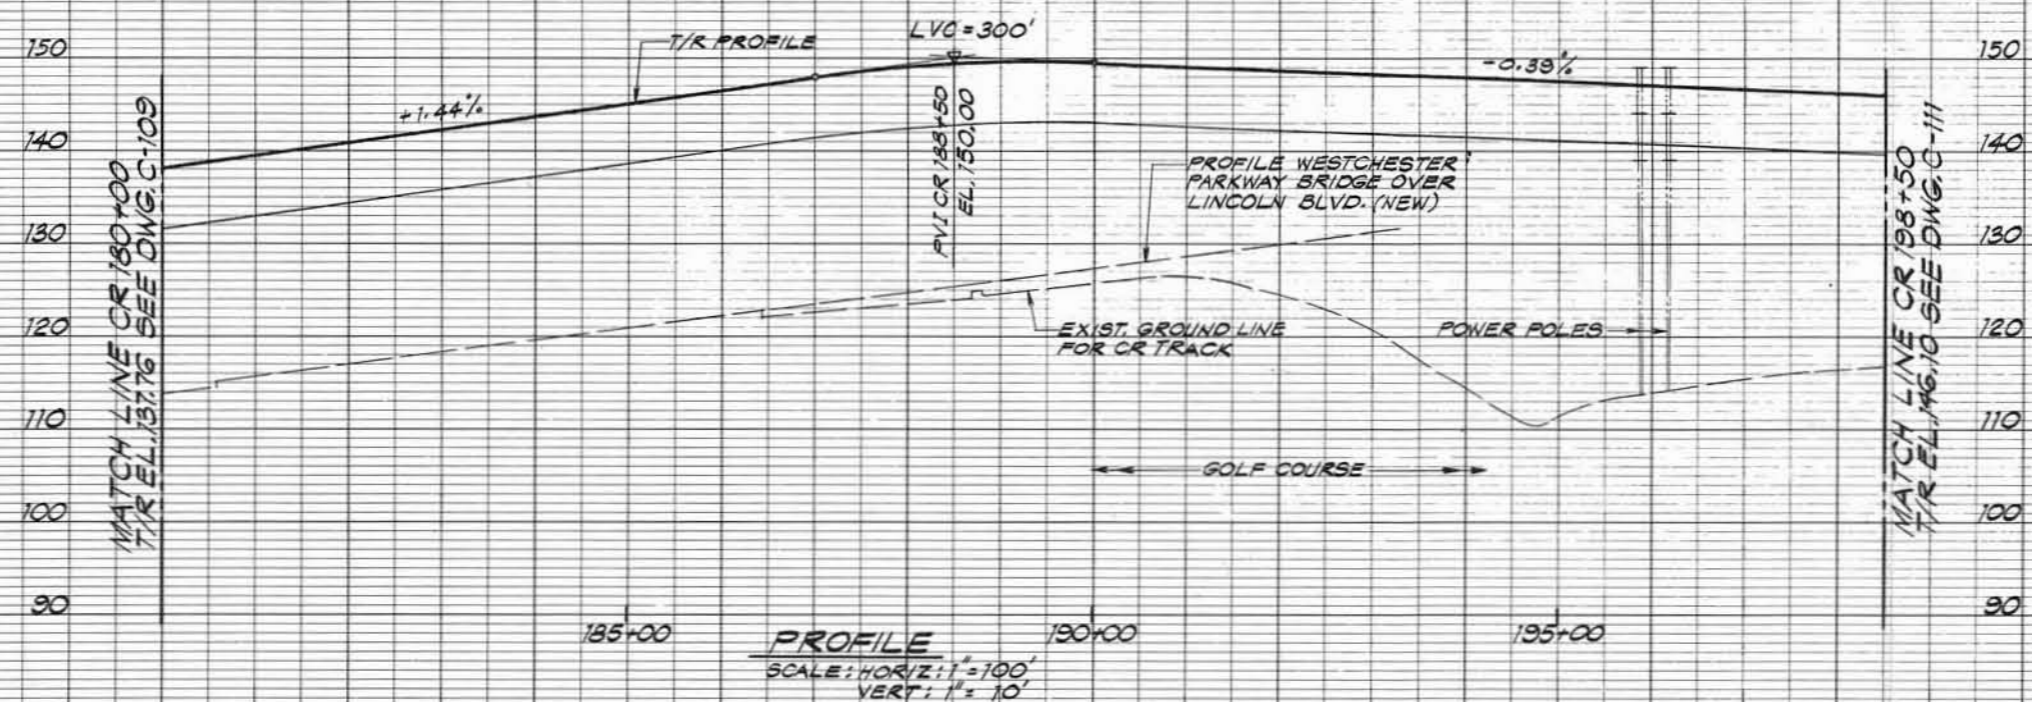 LVC = 300'
T/R PROFILE
+1.44%
-0.39%
150
140
130
120
110
100
90
MATCH LINE CR 180+00
T/R EL. 137.76 SEE DWG. C-109
PVI CR 188+50
EL. 150.00
PROFILE WESTCHESTER
PARKWAY BRIDGE OVER
LINCOLN BLVD. (NEW)
EXIST. GROUND LINE
FOR CR TRACK
POWER POLES
GOLF COURSE
MATCH LINE CR 198+50
T/R EL. 146.10 SEE DWG. C-111
150
140
130
120
110
100
90
185+00
190+00
195+00
PROFILE
SCALE: HORIZ: 1"=100'
VERT: 1"= 10'